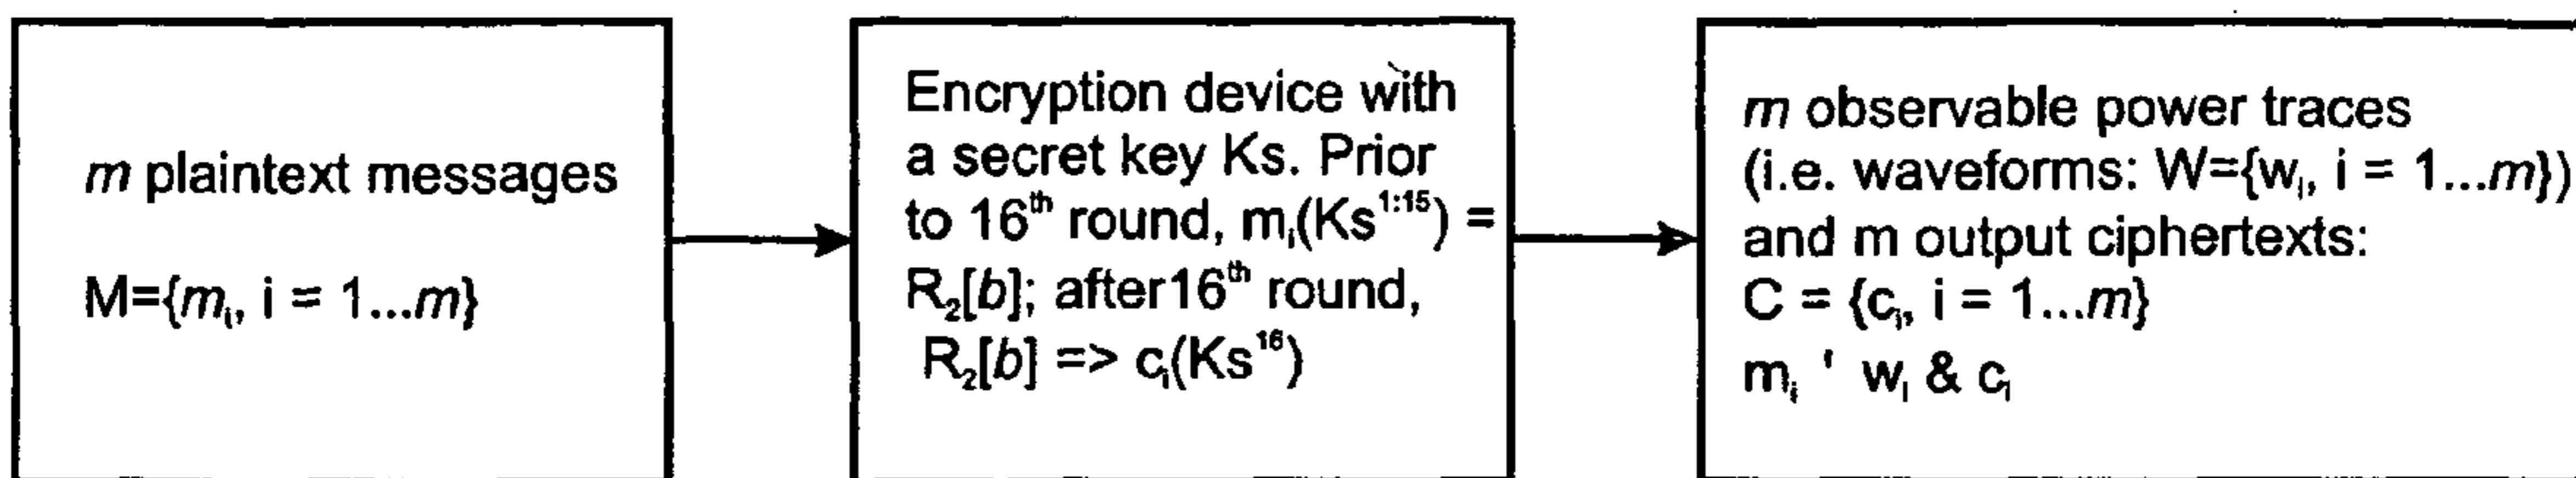 m plaintext messages
M={mᵢ, i = 1...m}
Encryption device with
a secret key Ks. Prior
to 16ᵗʰ round, mᵢ(Ks¹:¹⁵) =
R₂[b]; after16ᵗʰ round,
R₂[b] => cᵢ(Ks¹⁶)
m observable power traces
(i.e. waveforms: W={wᵢ, i = 1...m})
and m output ciphertexts:
C = {cᵢ, i = 1...m}
mᵢ ' wᵢ & cᵢ